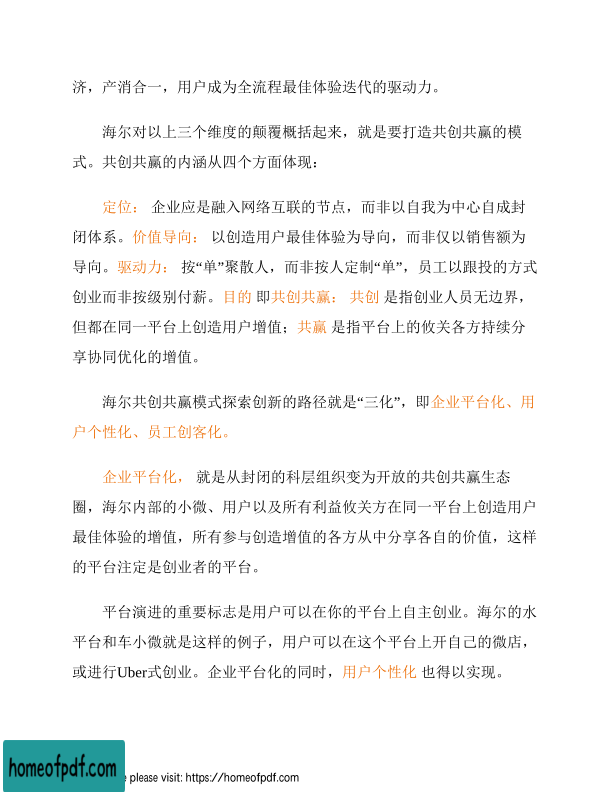 济，产消合一，用户成为全流程最佳体验迭代的驱动力。
海尔对以上三个维度的颠覆概括起来，就是要打造共创共赢的模
式。共创共赢的内涵从四个方面体现：
定位： 企业应是融入网络互联的节点，而非以自我为中心自成封
闭体系。价值导向： 以创造用户最佳体验为导向，而非仅以销售额为
导向。驱动力： 按“单”聚散人，而非按人定制“单”，员工以跟投的方式
创业而非按级别付薪。目的 即共创共赢： 共创 是指创业人员无边界，
但都在同一平台上创造用户增值；共赢 是指平台上的攸关各方持续分
享协同优化的增值。
海尔共创共赢模式探索创新的路径就是“三化”，即企业平台化、用
户个性化、员工创客化。
企业平台化， 就是从封闭的科层组织变为开放的共创共赢生态
圈，海尔内部的小微、用户以及所有利益攸关方在同一平台上创造用户
最佳体验的增值，所有参与创造增值的各方从中分享各自的价值，这样
的平台注定是创业者的平台。
平台演进的重要标志是用户可以在你的平台上自主创业。海尔的水
平台和车小微就是这样的例子，用户可以在这个平台上开自己的微店，
或进行Uber式创业。企业平台化的同时，用户个性化 也得以实现。
homeofpdf.com
e please visit: https://homeofpdf.com